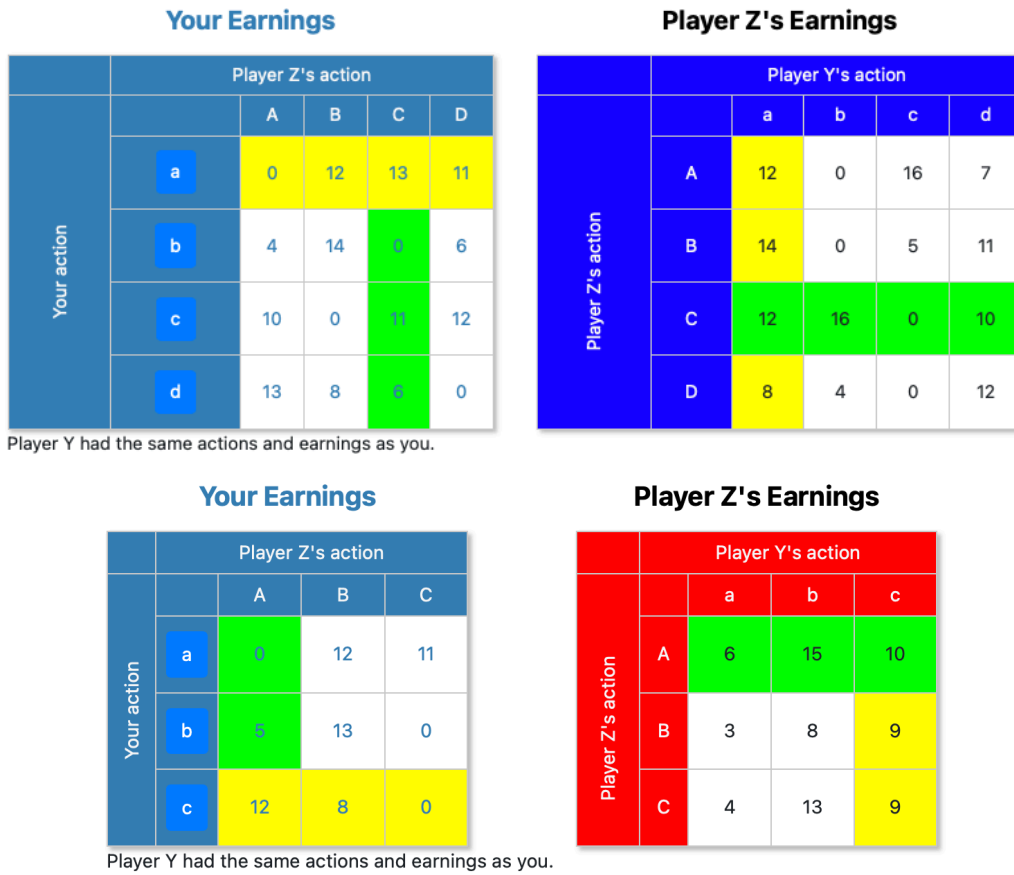 Your Earnings
Player Z's Earnings
Player Z's action
Player Y's action
A B C D
a b c d
Your action
a 0 12 13 11
b 4 14 0 6
c 10 0 11 12
d 13 8 6 0
Player Z's action
A 12 0 16 7
B 14 0 5 11
C 12 16 0 10
D 8 4 0 12
Player Y had the same actions and earnings as you.
Your Earnings
Player Z's Earnings
Player Z's action
Player Y's action
A B C
a b c
Your action
a 0 12 11
b 5 13 0
c 12 8 0
Player Z's action
A 6 15 10
B 3 8 9
C 4 13 9
Player Y had the same actions and earnings as you.